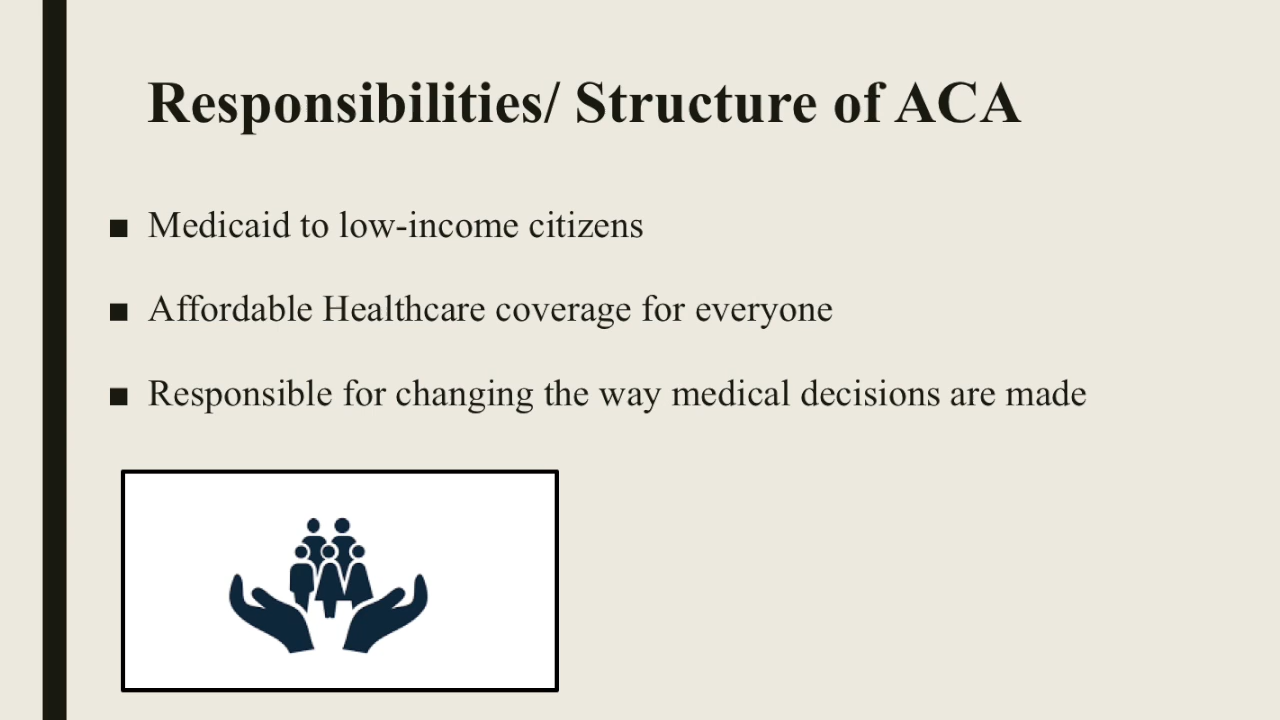 Responsibilities/ Structure of ACA
■ Medicaid to low-income citizens
■ Affordable Healthcare coverage for everyone
■ Responsible for changing the way medical decisions are made